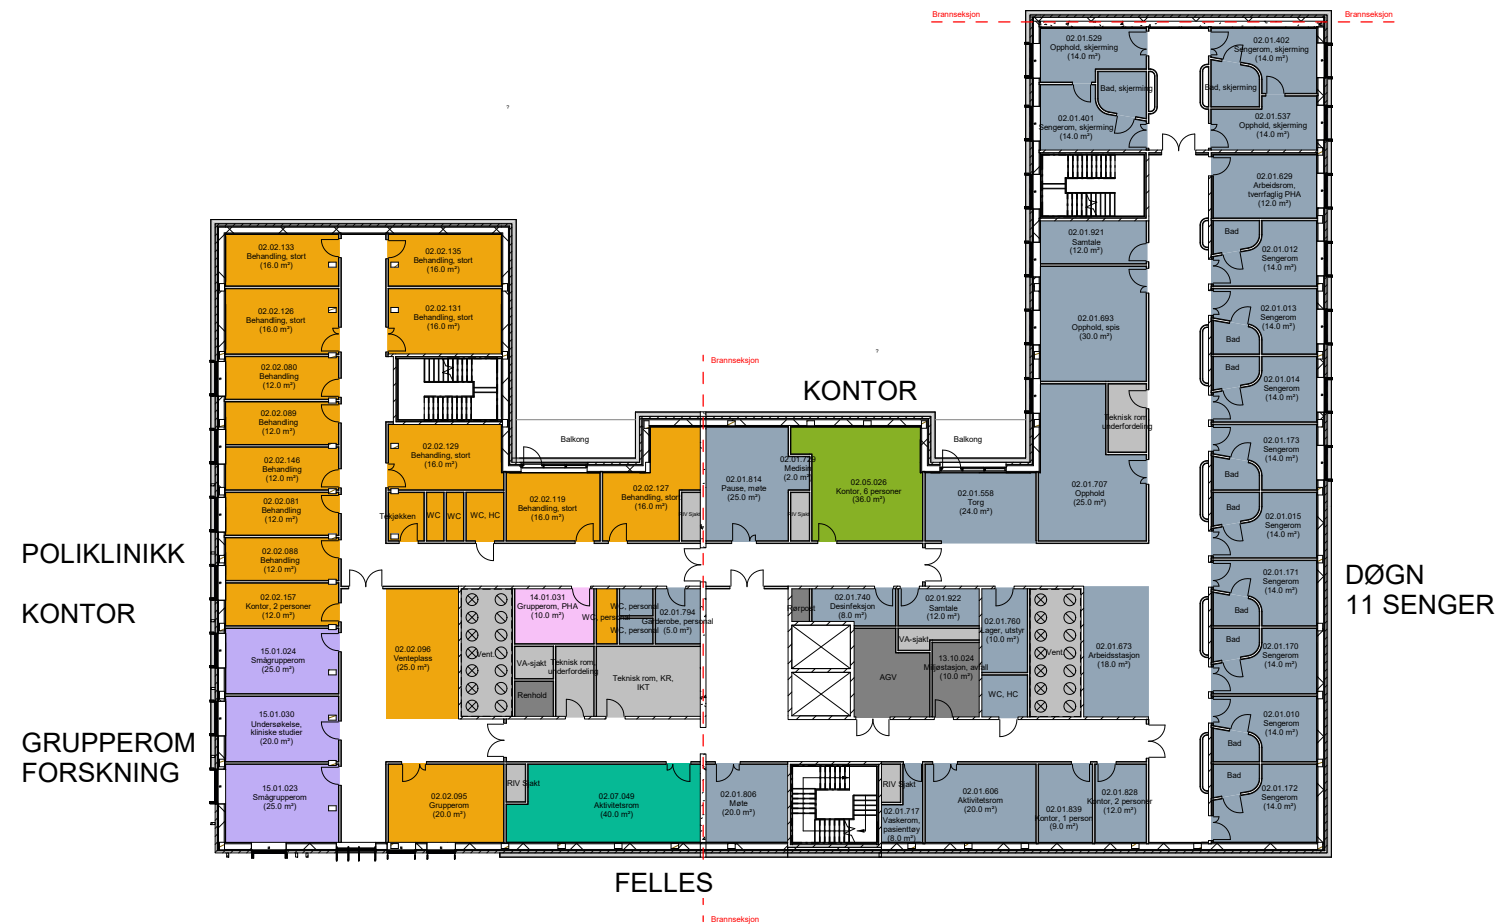 Brannseksjon
Brannseksjon
02.01.529
Opphold, skjerming
(14.0 m²)
02.01.402
Sengerom, skjerming
(14.0 m²)
Bad, skjerming
Bad, skjerming
02.01.401
Sengerom, skjerming
(14.0 m²)
02.01.537
Opphold, skjerming
(14.0 m²)
?
02.01.629
Arbeidsrom,
tverrfaglig PHA
(12.0 m²)
02.01.921
Samtale
(12.0 m²)
Bad
02.01.012
Sengerom
(14.0 m²)
02.02.133
Behandling, stort
(16.0 m²)
02.02.135
Behandling, stort
(16.0 m²)
02.02.126
Behandling, stort
(16.0 m²)
02.02.131
Behandling, stort
(16.0 m²)
02.01.693
Opphold, spis
(30.0 m²)
02.01.013
Sengerom
(14.0 m²)
Bad
?
Brannseksjon
02.02.080
Behandling
(12.0 m²)
Bad
02.01.014
Sengerom
(14.0 m²)
KONTOR
02.02.089
Behandling
(12.0 m²)
Teknisk rom,
underfordeling
02.02.129
Behandling, stort
(16.0 m²)
Balkong
Balkong
02.01.173
Sengerom
(14.0 m²)
Bad
02.02.146
Behandling
(12.0 m²)
02.01.729
Medisin
(2.0 m²)
02.01.814
Pause, møte
(25.0 m²)
02.05.026
Kontor, 6 personer
(36.0 m²)
02.01.558
Torg
(24.0 m²)
02.01.707
Opphold
(25.0 m²)
02.02.081
Behandling
(12.0 m²)
Tekjøkken
WC
WC
WC, HC
02.02.119
Behandling, stort
(16.0 m²)
02.02.127
Behandling, stort
(16.0 m²)
RIV Sjakt
RIV Sjakt
Bad
02.01.015
Sengerom
(14.0 m²)
POLIKLINIKK
02.02.088
Behandling
(12.0 m²)
02.01.171
Sengerom
(14.0 m²)
Bad
DØGN
11 SENGER
KONTOR
02.02.157
Kontor, 2 personer
(12.0 m²)
14.01.031
Grupperom, PHA
(10.0 m²)
WC, personal
WC, personal
WC, personal
02.01.794
Garderobe, personal
(5.0 m²)
Rørpost
02.01.740
Desinfeksjon
(8.0 m²)
02.01.922
Samtale
(12.0 m²)
02.01.760
Lager, utstyr
(10.0 m²)
15.01.024
Smågrupperom
(25.0 m²)
02.02.096
Venteplass
(25.0 m²)
Vent.
VA-sjakt
Teknisk rom,
underfordeling
Teknisk rom, KR,
IKT
Renhold
VA-sjakt
AGV
13.10.024
Miljøstasjon, avfall
(10.0 m²)
WC, HC
Vent.
02.01.673
Arbeidsstasjon
(18.0 m²)
Bad
02.01.170
Sengerom
(14.0 m²)
15.01.030
Undersøkelse,
kliniske studier
(20.0 m²)
02.01.010
Sengerom
(14.0 m²)
Bad
GRUPPEROM
FORSKNING
15.01.023
Smågrupperom
(25.0 m²)
02.02.095
Grupperom
(20.0 m²)
RIV Sjakt
02.07.049
Aktivitetsrom
(40.0 m²)
02.01.806
Møte
(20.0 m²)
RIV Sjakt
02.01.717
Vaskerom,
pasienttøy
(8.0 m²)
02.01.606
Aktivitetsrom
(20.0 m²)
02.01.839
Kontor, 1 person
(9.0 m²)
02.01.828
Kontor, 2 personer
(12.0 m²)
Bad
02.01.172
Sengerom
(14.0 m²)
FELLES
Brannseksjon